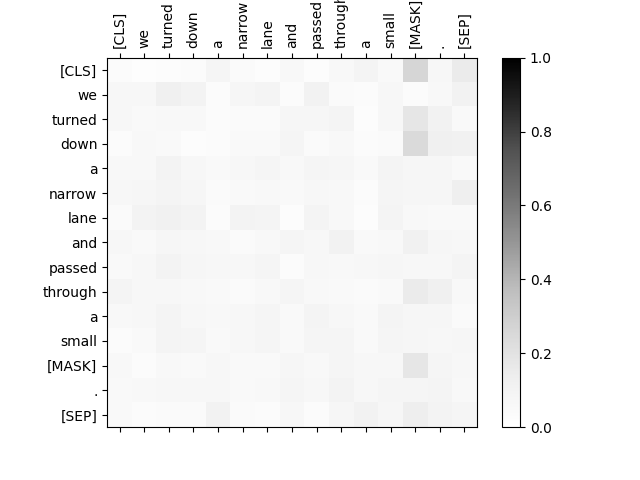 [CLS] we turned down a narrow lane and passed through a small [MASK] . [SEP]
[CLS]
we
turned
down
a
narrow
lane
and
passed
through
a
small
[MASK]
.
[SEP]
1.0
0.8
0.6
0.4
0.2
0.0